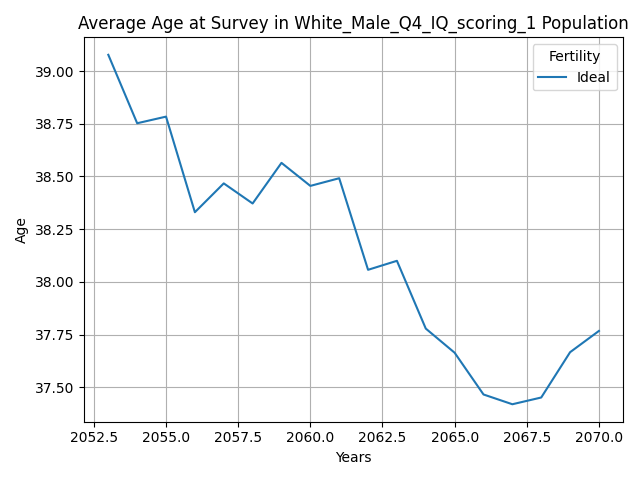 Average Age at Survey in White_Male_Q4_IQ_scoring_1 Population
Fertility
Ideal
Age
39.00
38.75
38.50
38.25
38.00
37.75
37.50
2052.5 2055.0 2057.5 2060.0 2062.5 2065.0 2067.5 2070.0
Years